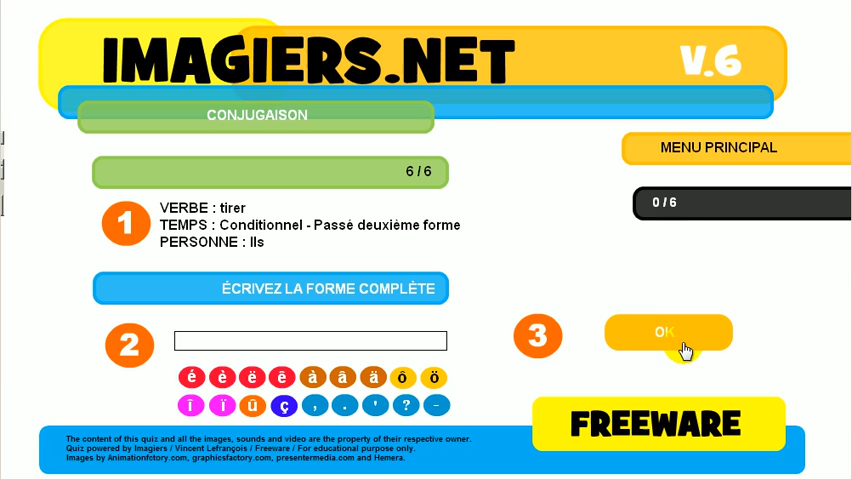 IMAGIERS.NET
V.6
CONJUGAISON
MENU PRINCIPAL
6 / 6
0 / 6
1
VERBE : tirer
TEMPS : Conditionnel - Passé deuxième forme
PERSONNE : Ils
ÉCRIVEZ LA FORME COMPLÈTE
2
3
OK
é è ë ê à â ä ô ö
î ï û ç , . ' ? -
FREEWARE
The content of this quiz and all the images, sounds and video are the property of their respective owner.
Quiz powered by Imagiers / Vincent Lefrançois / Freeware / For educational purpose only.
Images by Animationfctory.com, graphicsfactory.com, presentermedia.com and Hemera.